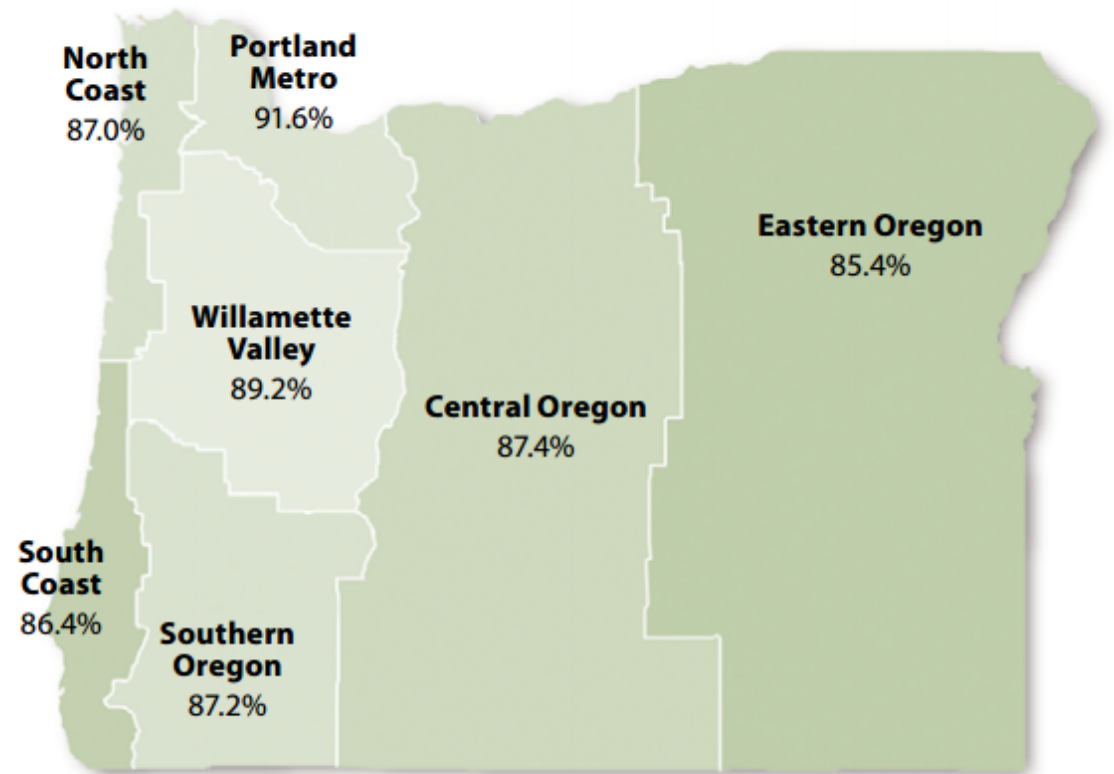 North
Coast
87.0%
Portland
Metro
91.6%
Eastern Oregon
85.4%
Willamette
Valley
89.2%
Central Oregon
87.4%
South
Coast
86.4%
Southern
Oregon
87.2%